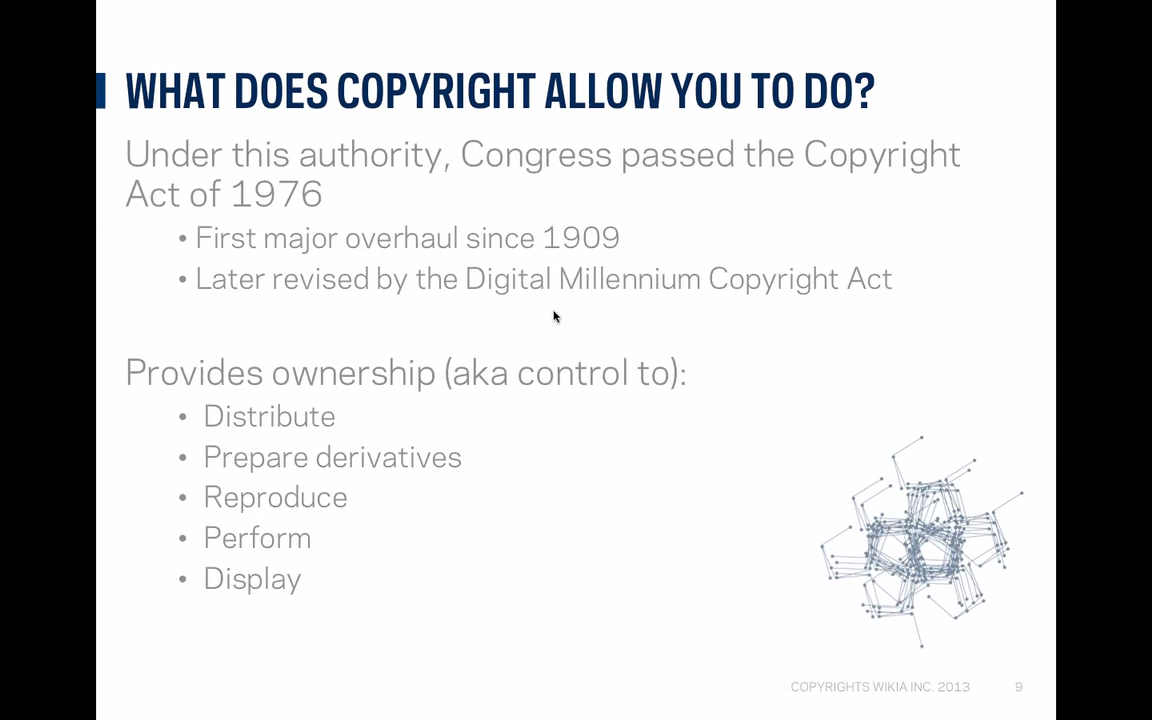 WHAT DOES COPYRIGHT ALLOW YOU TO DO?
Under this authority, Congress passed the Copyright
Act of 1976
• First major overhaul since 1909
• Later revised by the Digital Millennium Copyright Act
Provides ownership (aka control to):
• Distribute
• Prepare derivatives
• Reproduce
• Perform
• Display
COPYRIGHTS WIKIA INC. 2013 9